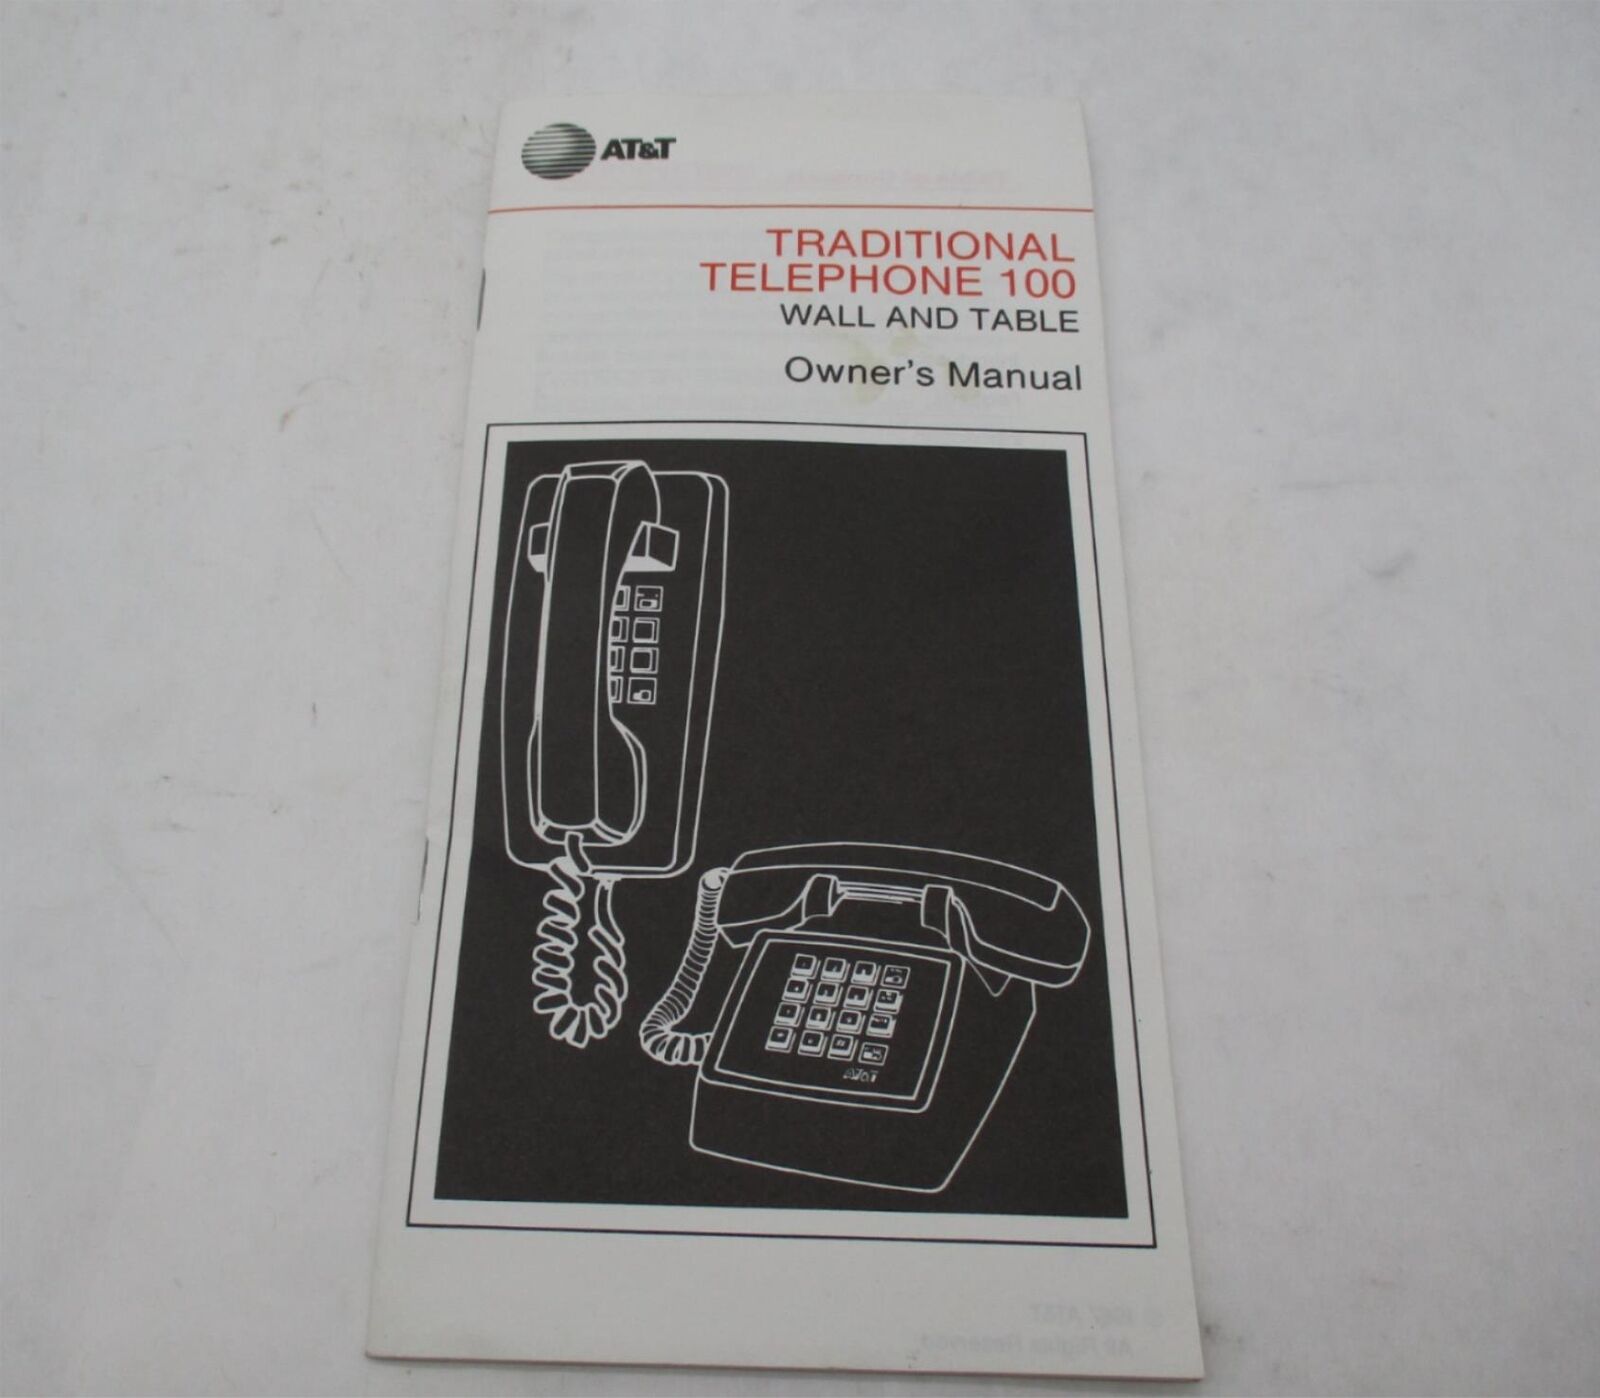 AT&T
TRADITIONAL
TELEPHONE 100
WALL AND TABLE
Owner's Manual
AT&T